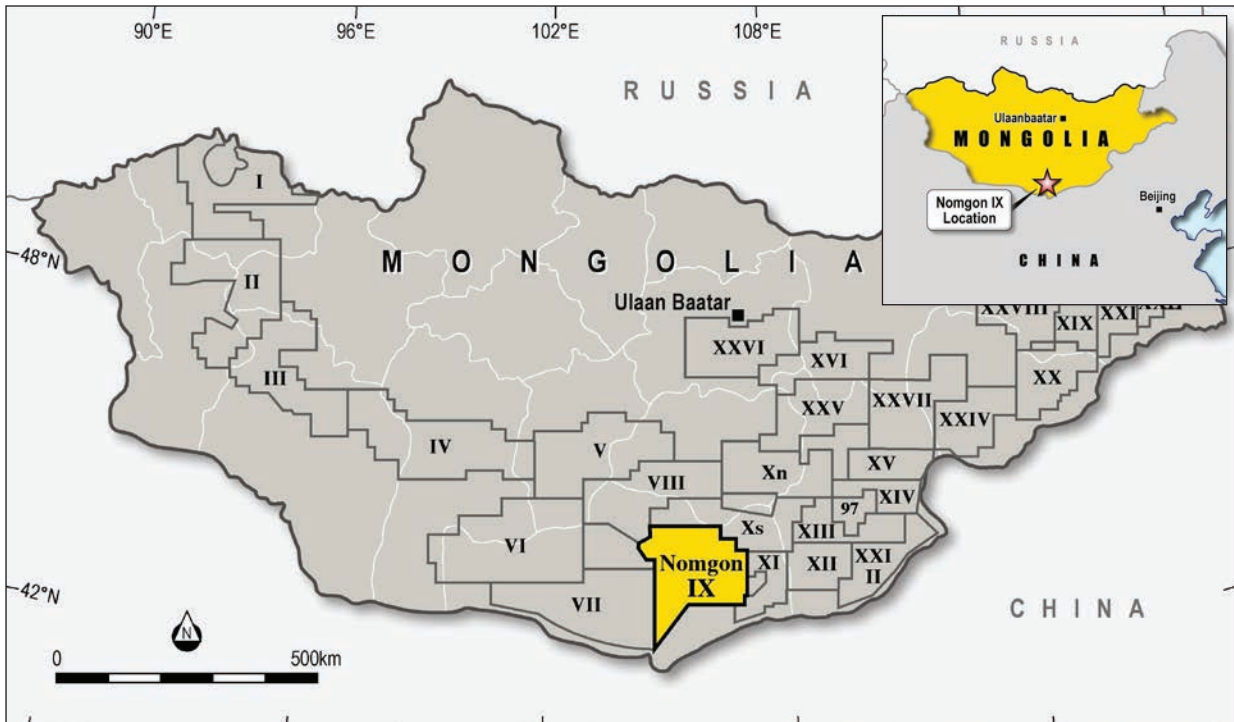 90°E
96°E
102°E
108°E
RUSSIA
RUSSIA
Ulaanbaatar
MONGOLIA
Nomgon IX
Location
Beijing
CHINA
48°N
MONGOLIA
I
II
Ulaan Baatar
XXVI
XVI
XXVIII
XIX
XXI
XX
III
XXV
XXVII
XXIV
IV
V
VIII
Xn
XV
XIV
97
VI
Xs
XIII
Nomgon
IX
XI
XII
XXI
II
42°N
VII
CHINA
N
0
500km